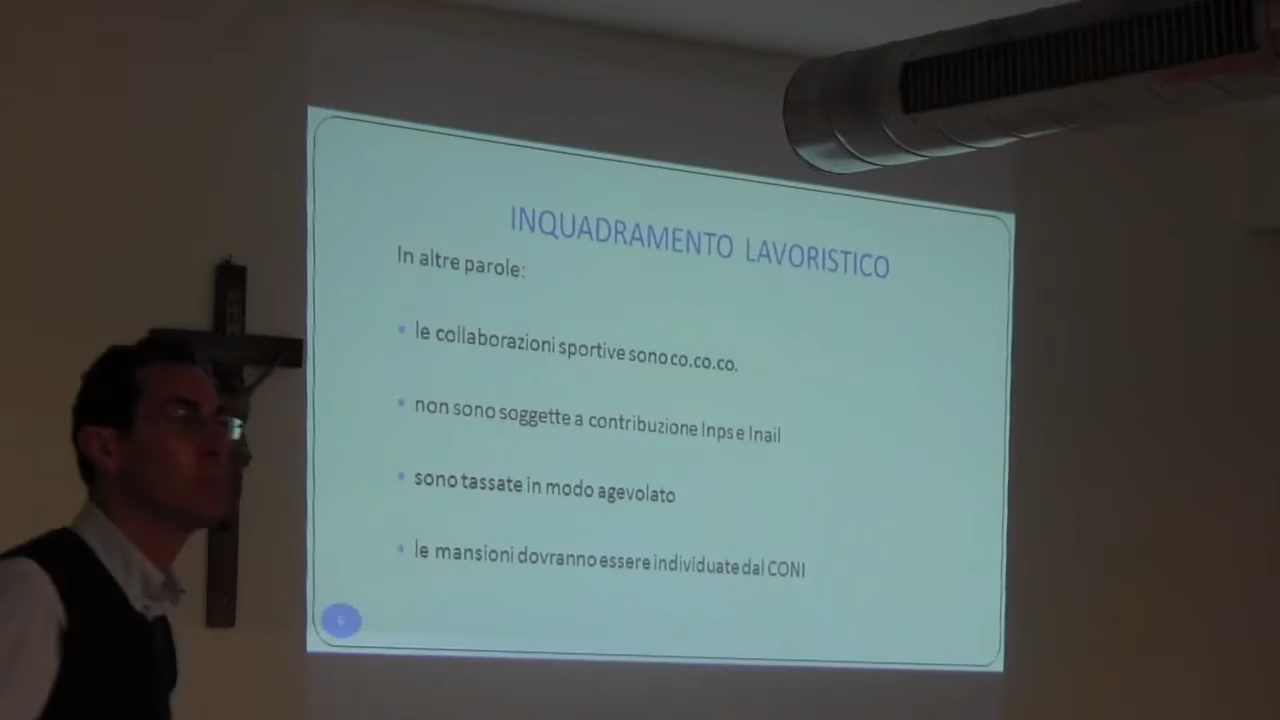 INQUADRAMENTO LAVORISTICO
In altre parole:
le collaborazioni sportive sono co.co.co.
non sono soggette a contribuzione Inps e Inail
sono tassate in modo agevolato
le mansioni dovranno essere individuate dal CONI
6